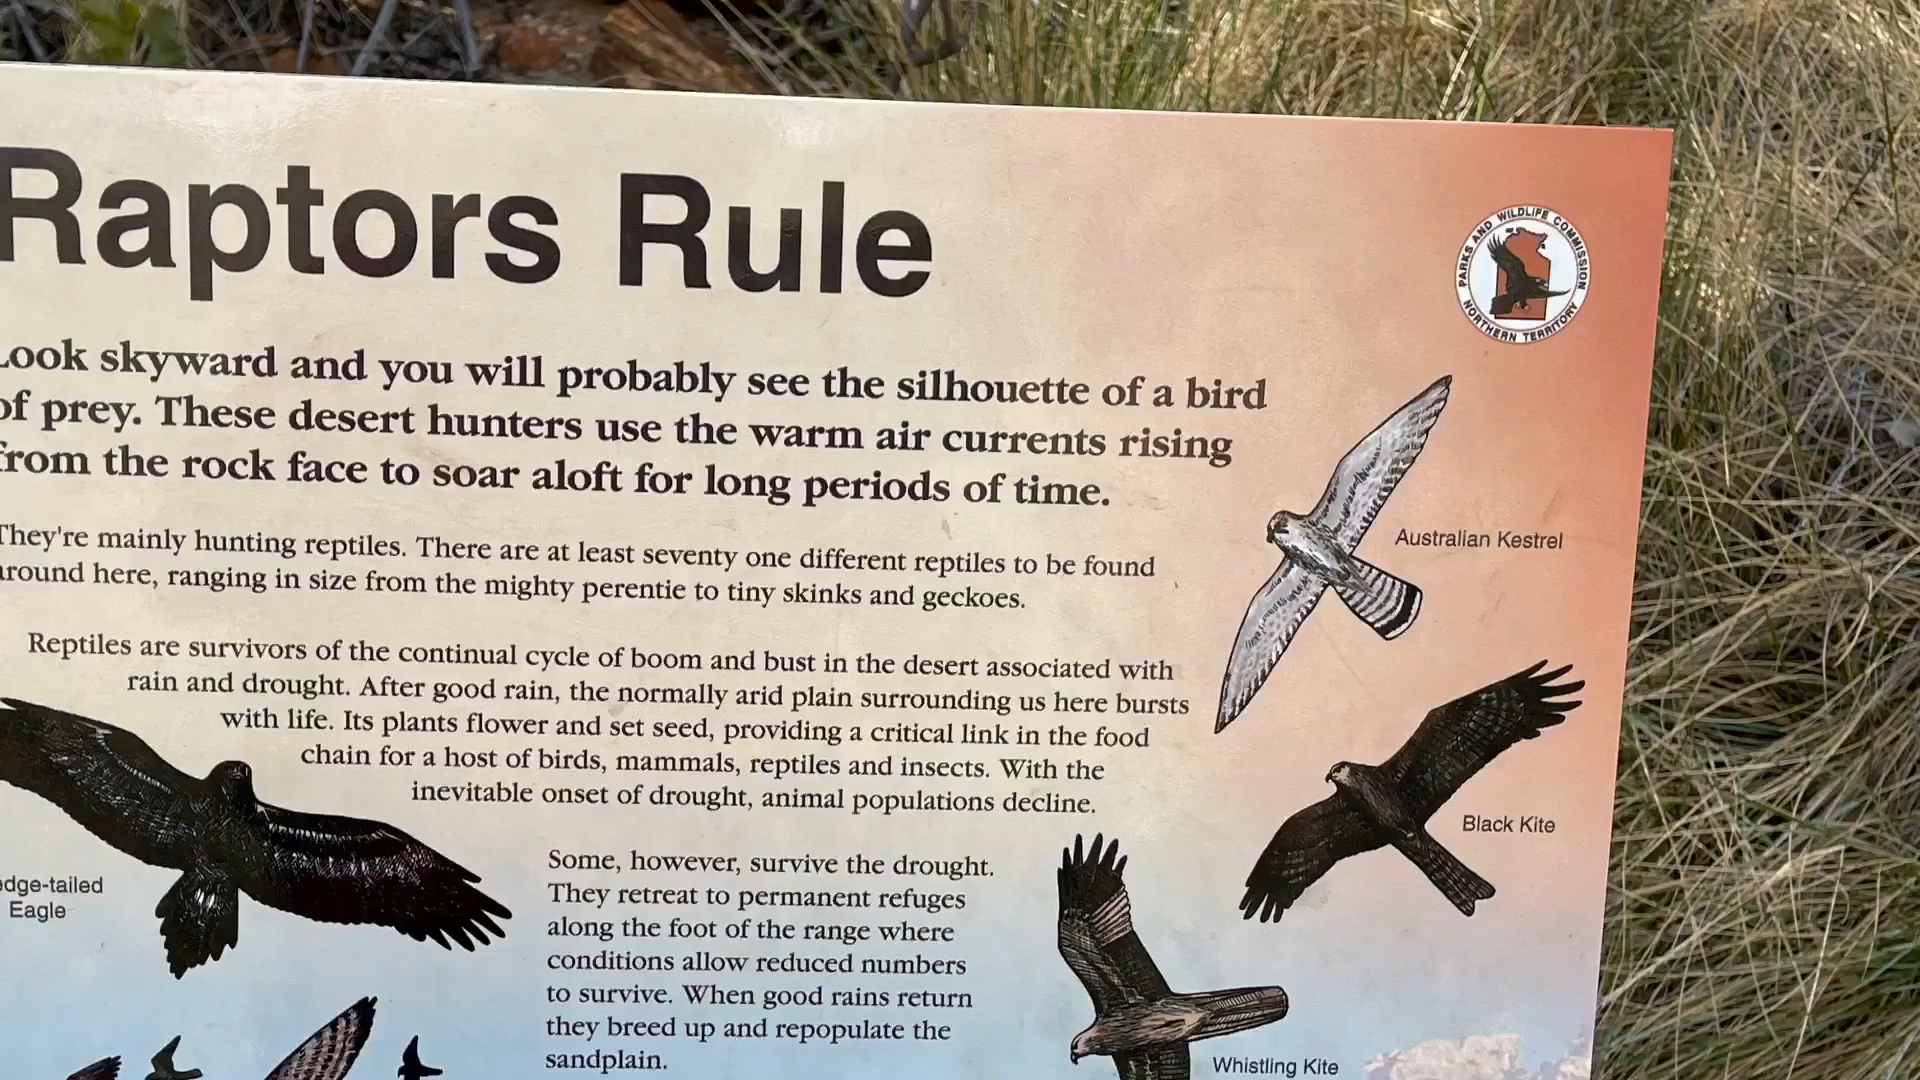 Raptors Rule
PARKS AND WILDLIFE COMMISSION
NORTHERN TERRITORY
Look skyward and you will probably see the silhouette of a bird
of prey. These desert hunters use the warm air currents rising
from the rock face to soar aloft for long periods of time.
They're mainly hunting reptiles. There are at least seventy one different reptiles to be found
around here, ranging in size from the mighty perentie to tiny skinks and geckoes.
Australian Kestrel
Reptiles are survivors of the continual cycle of boom and bust in the desert associated with
rain and drought. After good rain, the normally arid plain surrounding us here bursts
with life. Its plants flower and set seed, providing a critical link in the food
chain for a host of birds, mammals, reptiles and insects. With the
inevitable onset of drought, animal populations decline.
Black Kite
edge-tailed
Eagle
Some, however, survive the drought.
They retreat to permanent refuges
along the foot of the range where
conditions allow reduced numbers
to survive. When good rains return
they breed up and repopulate the
sandplain.
Whistling Kite